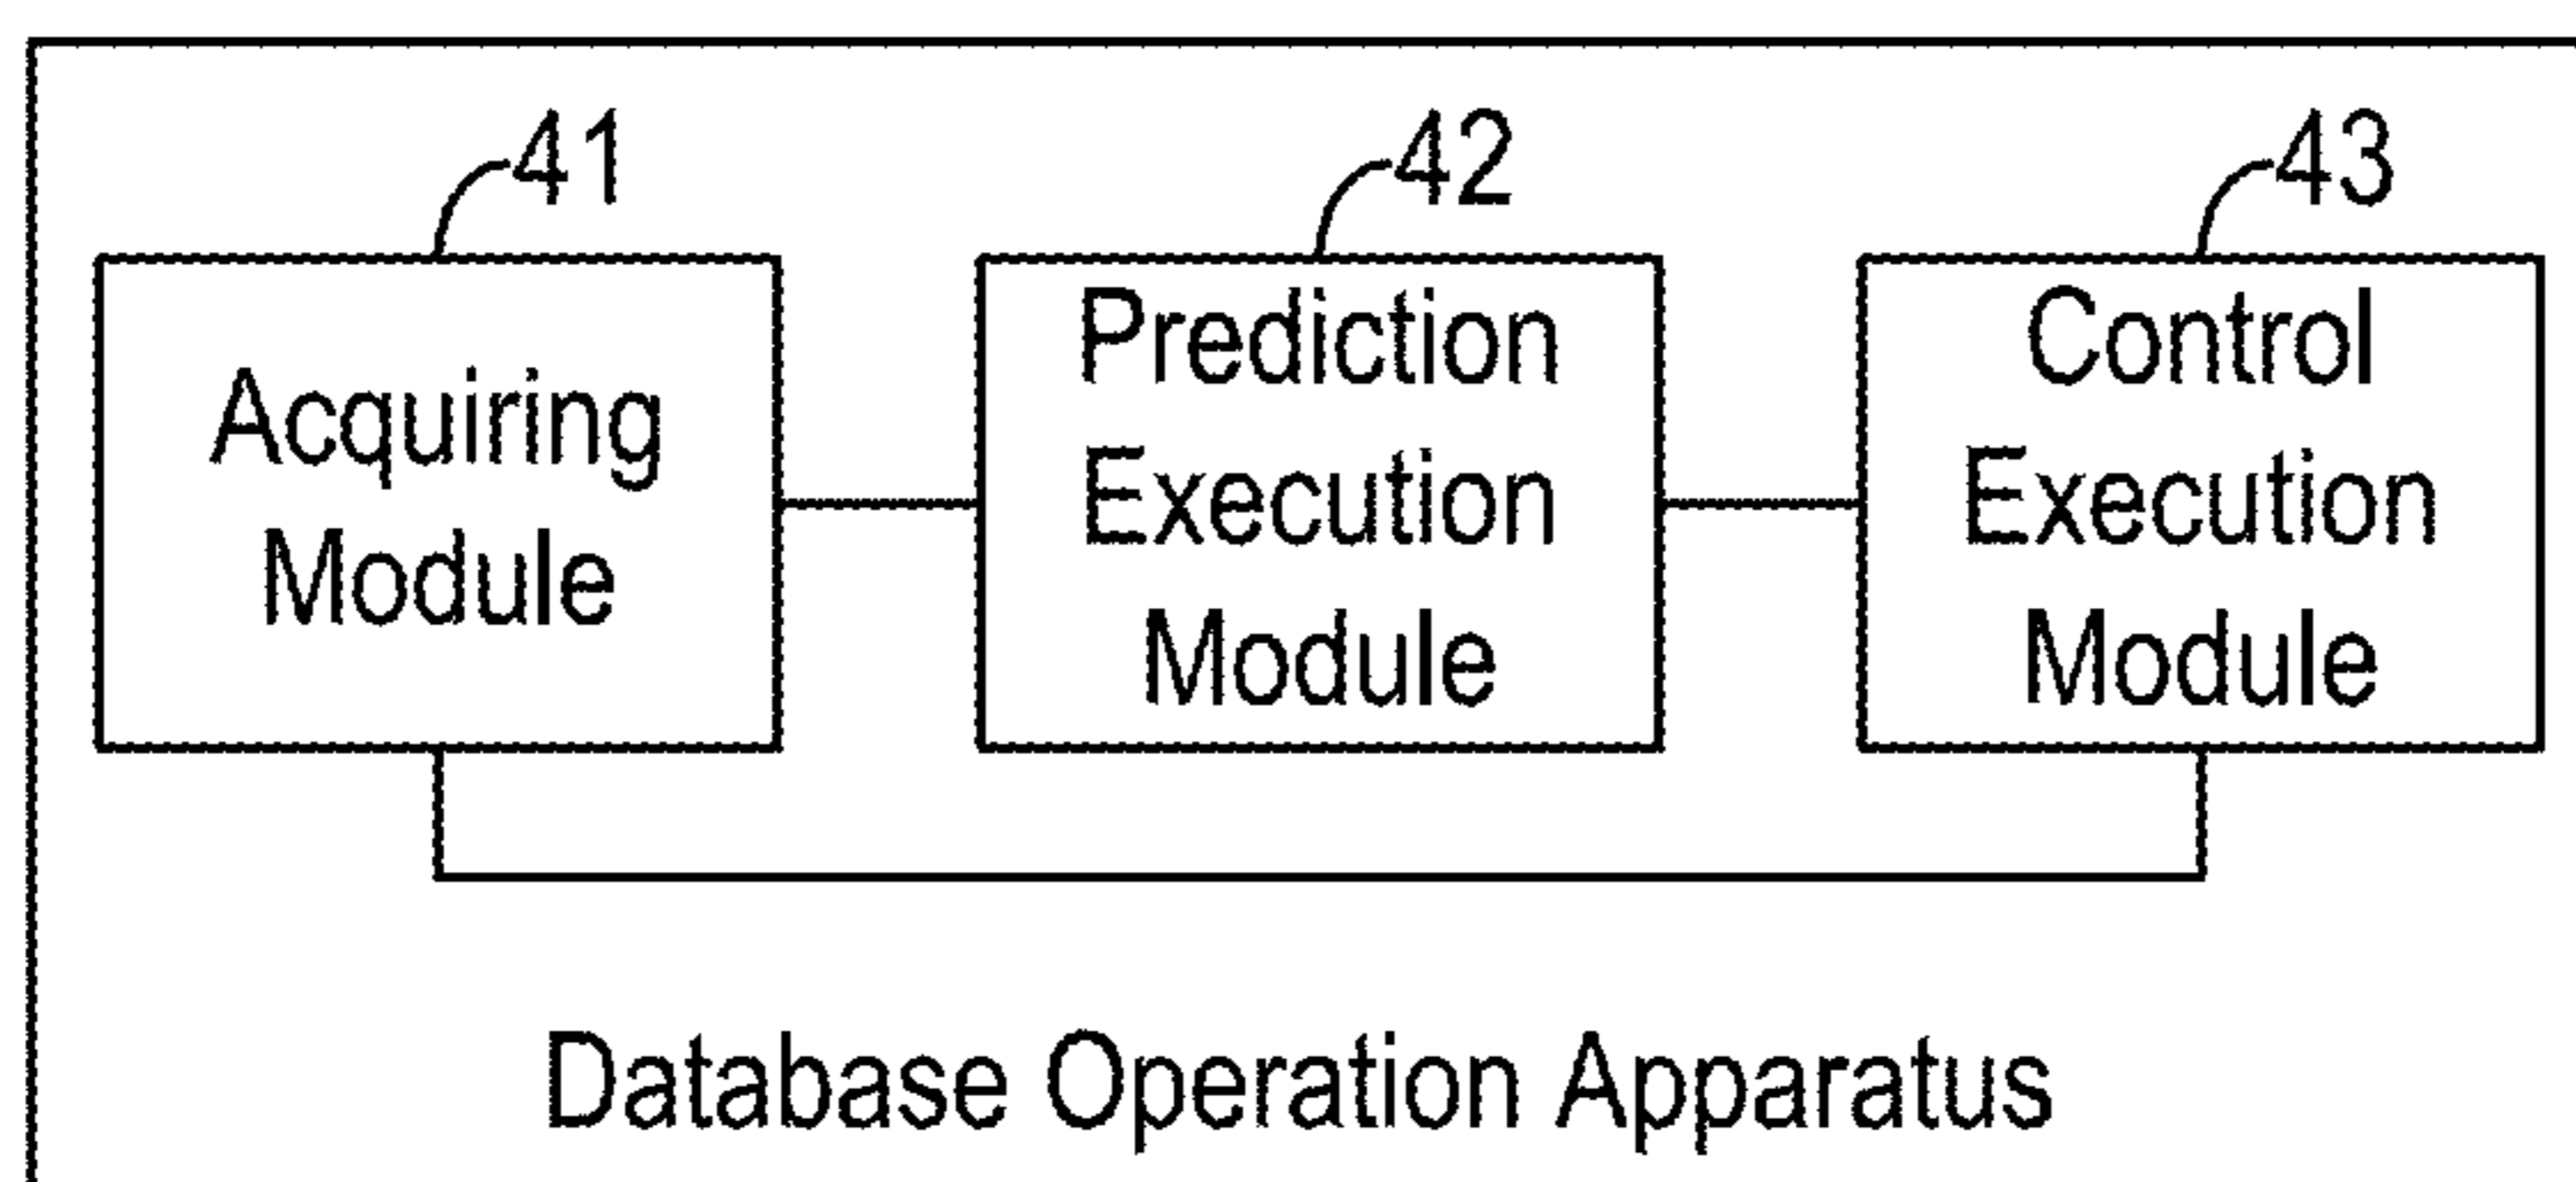 41
42
43
Acquiring
Module
Prediction
Execution
Module
Control
Execution
Module
Database Operation Apparatus